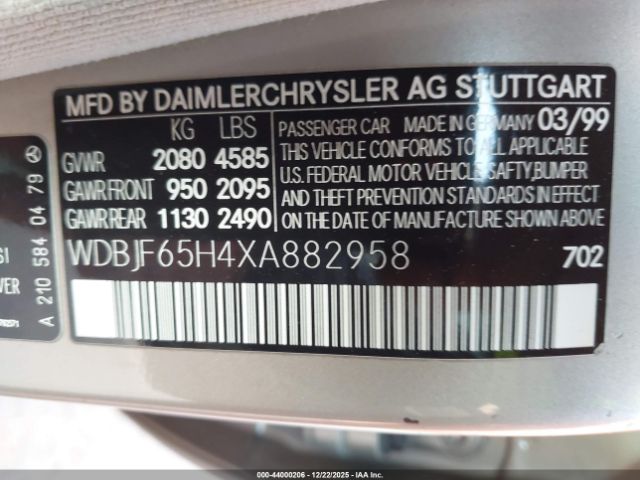 MFD BY DAIMLERCHRYSLER AG STUTTGART
KG LBS
GVWR 2080 4585
GAWR FRONT 950 2095
GAWR REAR 1130 2490
PASSENGER CAR MADE IN GERMANY 03/99
THIS VEHICLE CONFORMS TO ALL APPLICABLE
U.S. FEDERAL MOTOR VEHICLE SAFTY, BUMPER
AND THEFT PREVENTION STANDARDS IN EFFECT
ON THE DATE OF MANUFACTURE SHOWN ABOVE.
WDBJF65H4XA882958 702
A 210 584 04 79
00-44000206 - 12/22/2025 - IAA Inc.